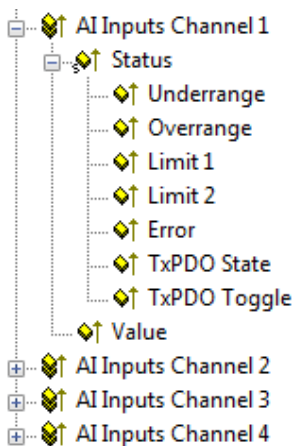 AI Inputs Channel 1
Status
Underrange
Overrange
Limit 1
Limit 2
Error
TxPDO State
TxPDO Toggle
Value
AI Inputs Channel 2
AI Inputs Channel 3
AI Inputs Channel 4